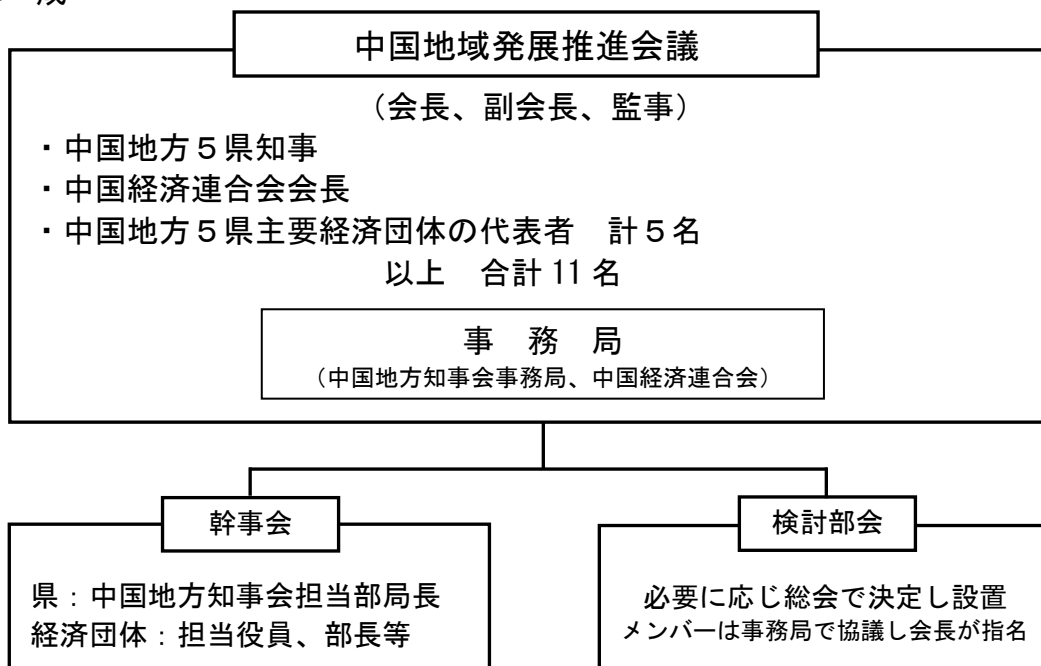 中国地域発展推進会議
（会長、副会長、監事）
・中国地方５県知事
・中国経済連合会会長
・中国地方５県主要経済団体の代表者　計５名
以上　合計 11 名
事　務　局
（中国地方知事会事務局、中国経済連合会）
幹事会
県：中国地方知事会担当部局長
経済団体：担当役員、部長等
検討部会
必要に応じ総会で決定し設置
メンバーは事務局で協議し会長が指名